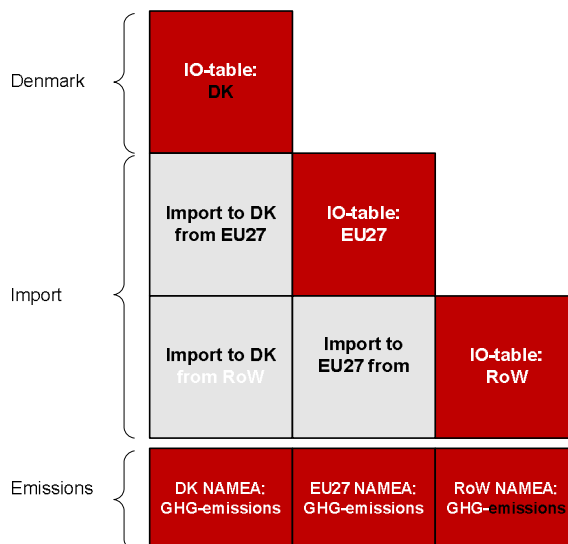 Denmark
IO-table:
DK
Import
Import to DK
from EU27
IO-table:
EU27
Import to DK
from RoW
Import to
EU27 from
IO-table:
RoW
Emissions
DK NAMEA:
GHG-emissions
EU27 NAMEA:
GHG-emissions
RoW NAMEA:
GHG-emissions